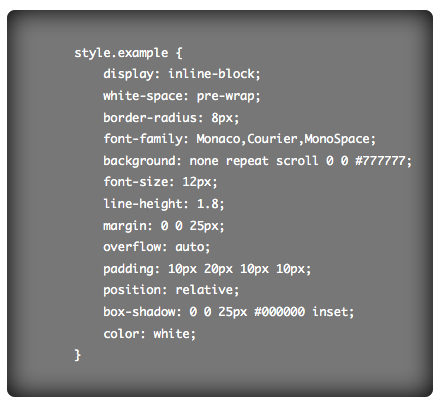 style.example {
    display: inline-block;
    white-space: pre-wrap;
    border-radius: 8px;
    font-family: Monaco,Courier,MonoSpace;
    background: none repeat scroll 0 0 #777777;
    font-size: 12px;
    line-height: 1.8;
    margin: 0 0 25px;
    overflow: auto;
    padding: 10px 20px 10px 10px;
    position: relative;
    box-shadow: 0 0 25px #000000 inset;
    color: white;
}